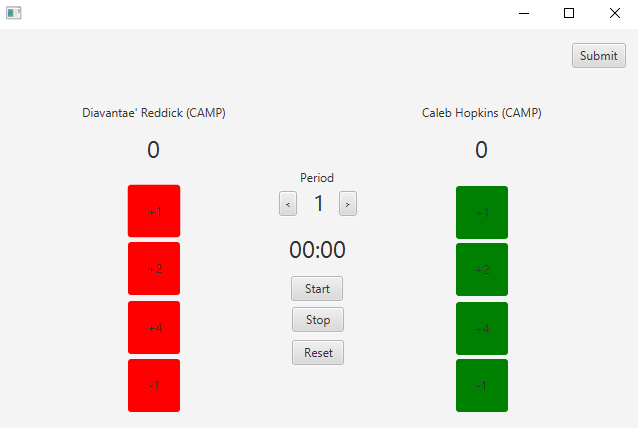 Submit
Diavantae' Reddick (CAMP)
Caleb Hopkins (CAMP)
0
0
Period
< 1 >
+1
+1
00:00
+2
+2
Start
Stop
+4
+4
Reset
-1
-1